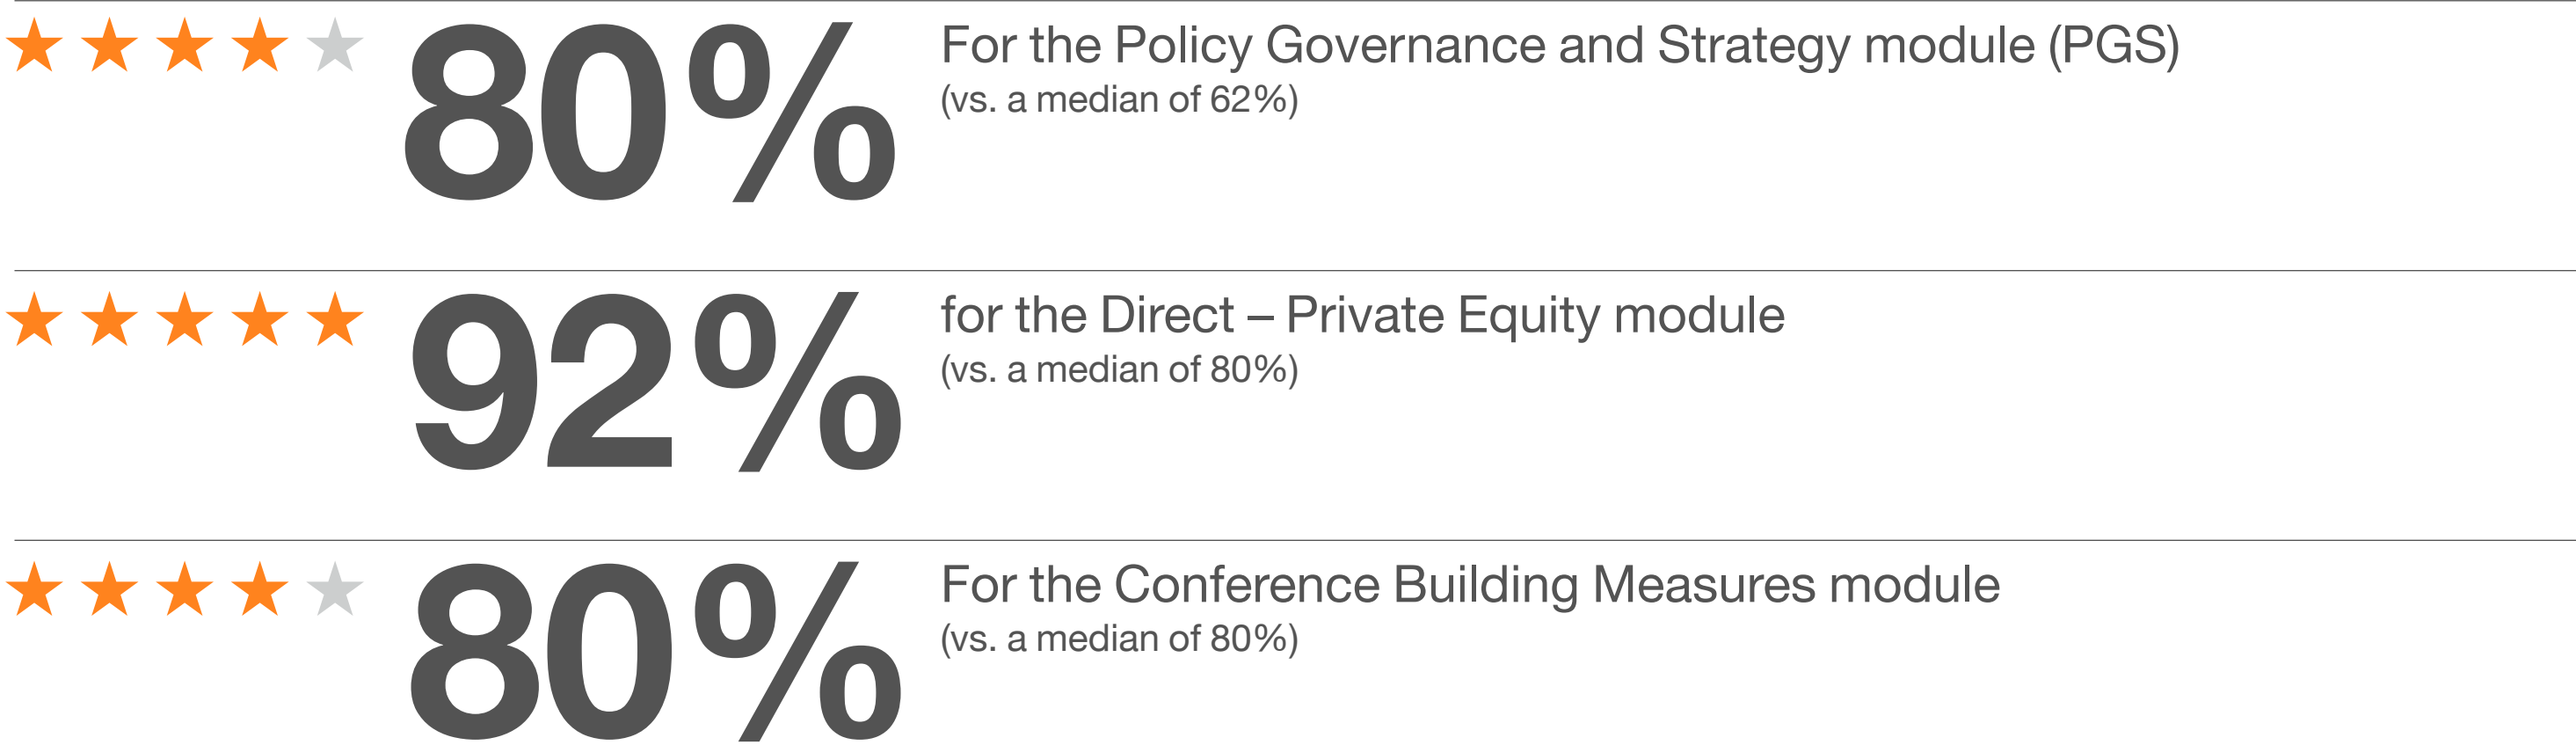 80%
For the Policy Governance and Strategy module (PGS)
(vs. a median of 62%)
92%
for the Direct – Private Equity module
(vs. a median of 80%)
80%
For the Conference Building Measures module
(vs. a median of 80%)